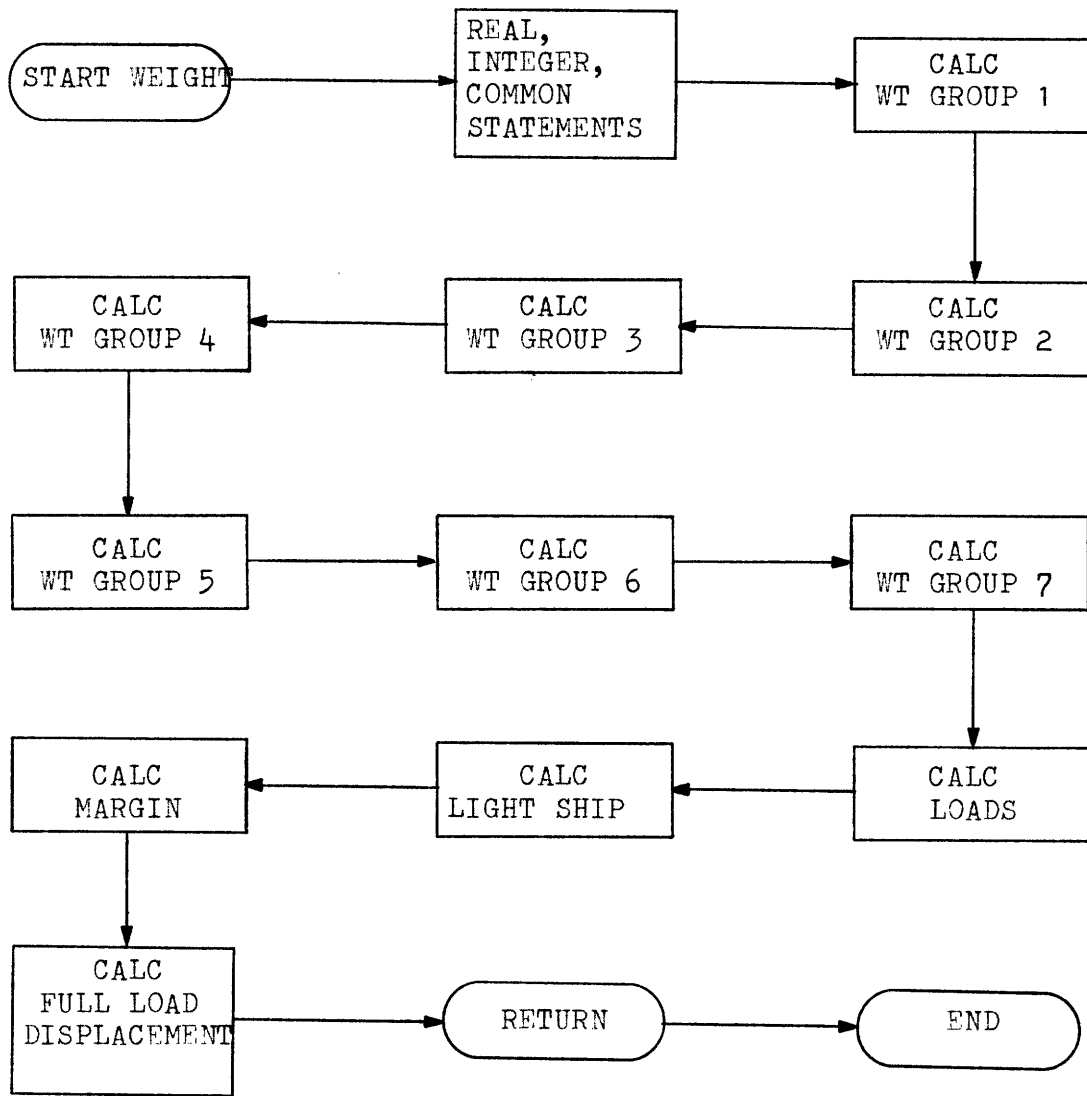 START WEIGHT
REAL,
INTEGER,
COMMON
STATEMENTS
CALC
WT GROUP 1
CALC
WT GROUP 2
CALC
WT GROUP 3
CALC
WT GROUP 4
CALC
WT GROUP 5
CALC
WT GROUP 6
CALC
WT GROUP 7
CALC
LOADS
CALC
LIGHT SHIP
CALC
MARGIN
CALC
FULL LOAD
DISPLACEMENT
RETURN
END